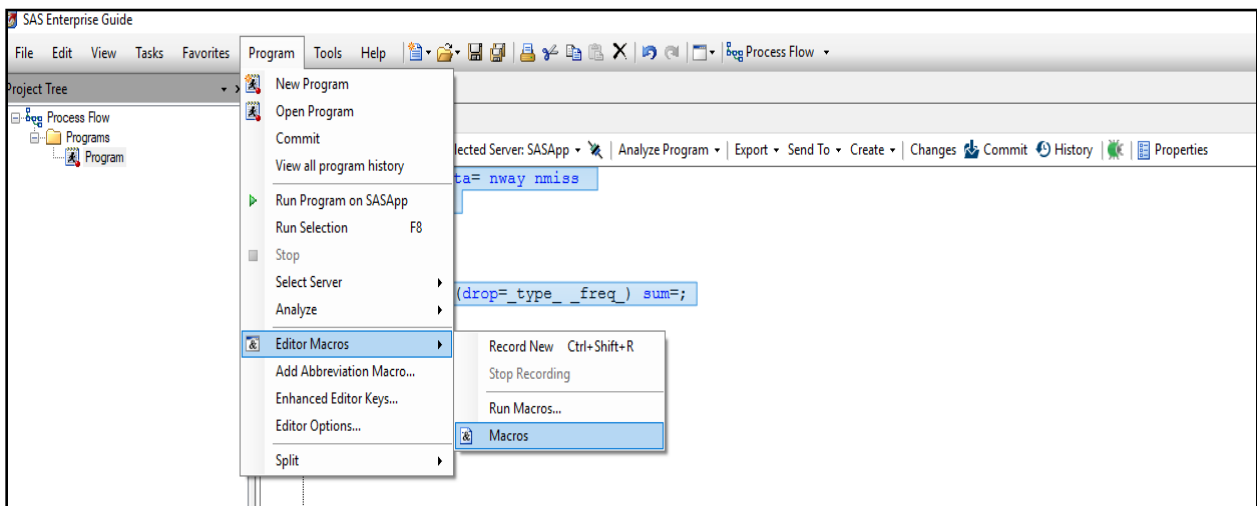 SAS Enterprise Guide
File Edit View Tasks Favorites Program Tools Help Process Flow
Project Tree
Process Flow
Programs
Program
New Program
Open Program
Commit
View all program history
Run Program on SASApp
Run Selection F8
Stop
Select Server
Analyze
Editor Macros
Add Abbreviation Macro...
Enhanced Editor Keys...
Editor Options...
Split
lected Server: SASApp Analyze Program Export Send To Create Changes Commit History Properties
ta= nway nmiss
(drop=_type_ _freq_) sum=;
Record New Ctrl+Shift+R
Stop Recording
Run Macros...
Macros